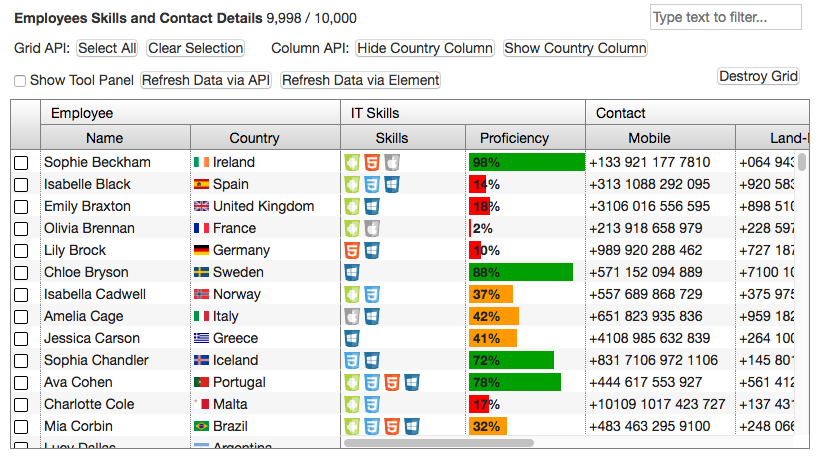 Employees Skills and Contact Details 9,998 / 10,000 Type text to filter...
Grid API: Select All Clear Selection Column API: Hide Country Column Show Country Column
Show Tool Panel Refresh Data via API Refresh Data via Element Destroy Grid
Employee IT Skills Contact
Name Country Skills Proficiency Mobile Land-
Sophie Beckham Ireland 98% +133 921 177 7810 +064 943
Isabelle Black Spain 14% +313 1088 292 095 +920 583
Emily Braxton United Kingdom 18% +3106 016 556 595 +898 510
Olivia Brennan France 2% +213 918 658 979 +228 597
Lily Brock Germany 10% +989 920 288 462 +727 187
Chloe Bryson Sweden 88% +571 152 094 889 +7100 10
Isabella Cadwell Norway 37% +557 689 868 729 +375 975
Amelia Cage Italy 42% +651 823 935 836 +959 182
Jessica Carson Greece 41% +4108 985 632 839 +264 100
Sophia Chandler Iceland 72% +831 7106 972 1106 +145 801
Ava Cohen Portugal 78% +444 617 553 927 +561 412
Charlotte Cole Malta 17% +10109 1017 423 727 +137 431
Mia Corbin Brazil 32% +483 463 295 9100 +248 066
Lucy Dallas Argentina